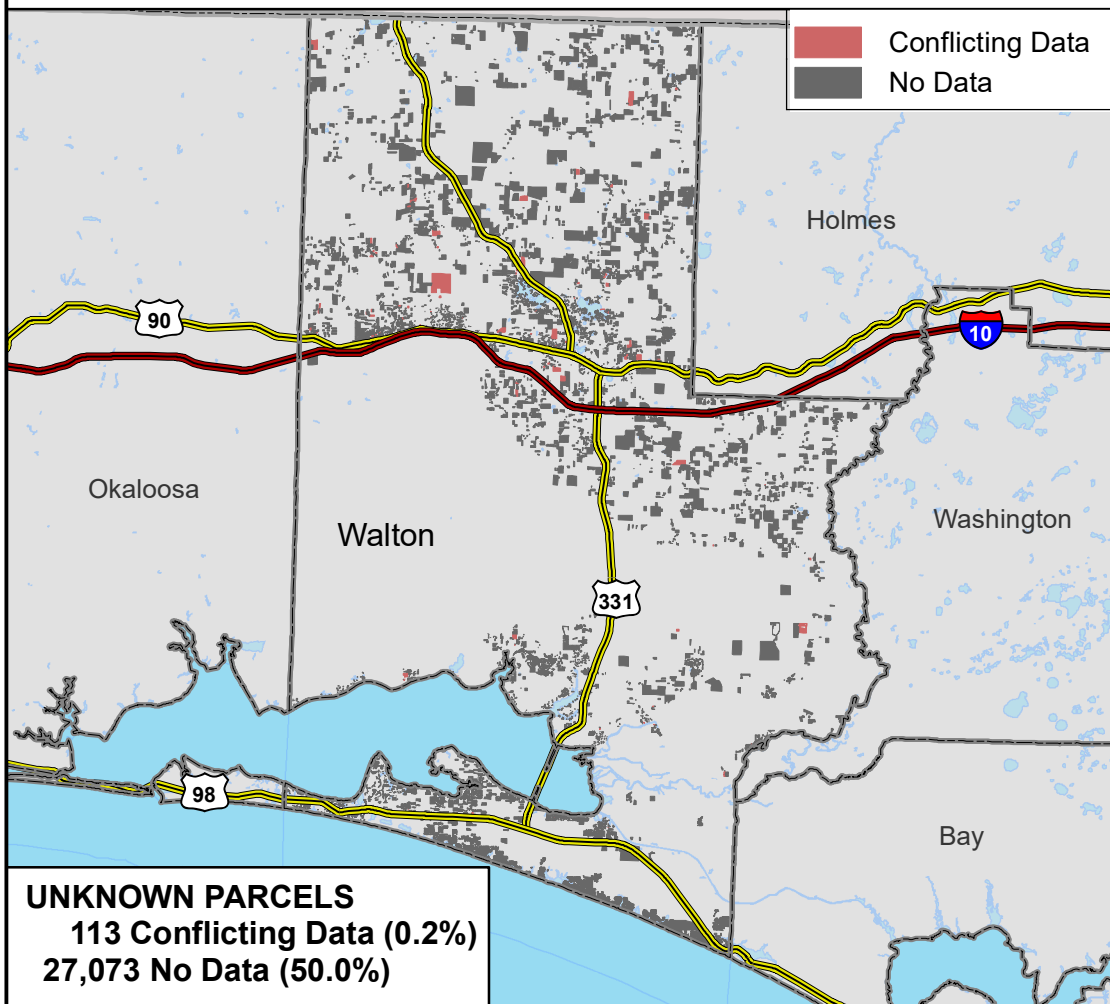 Conflicting Data
No Data
Holmes
90
10
Okaloosa
Walton
Washington
331
98
Bay
UNKNOWN PARCELS
113 Conflicting Data (0.2%)
27,073 No Data (50.0%)